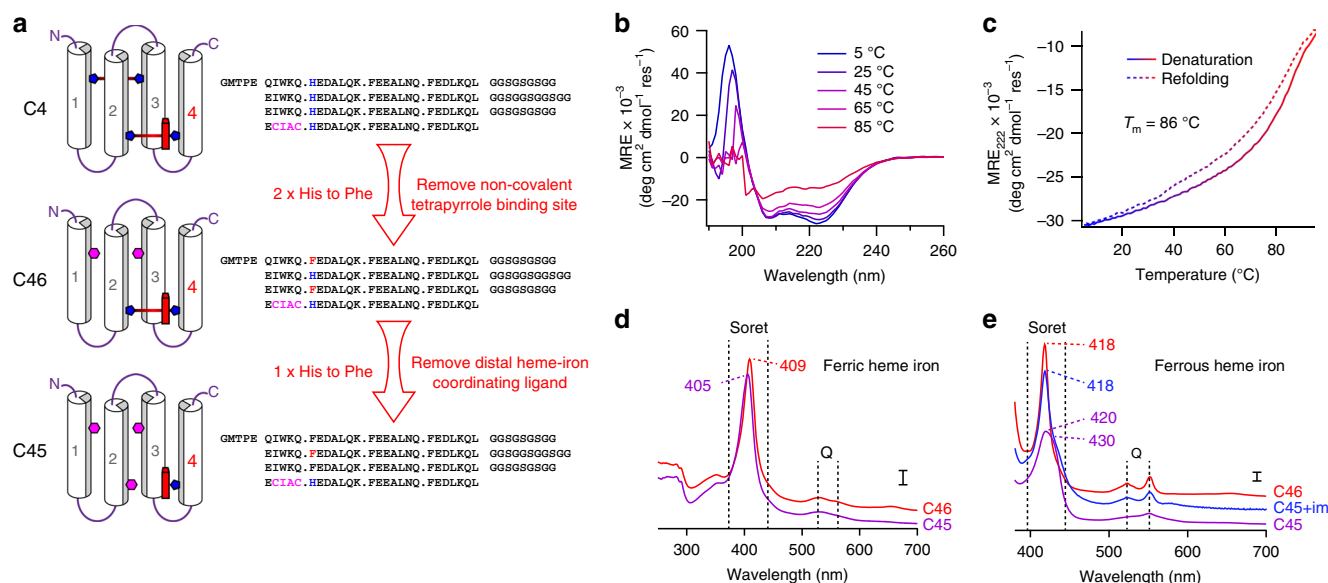 a
N
C
C4
1
2
3
4
GMTPE QIWKQ.HEDALQK.FEEALNQ.FEDLKQL GGSGSGSGG
EIWKQ.HEDALQK.FEEALNQ.FEDLKQL GGSGSGSGSGG
EIWKQ.HEDALQK.FEEALNQ.FEDLKQL GGSGSGSGG
ECIAC.HEDALQK.FEEALNQ.FEDLKQL
2 x His to Phe
Remove non-covalent
tetrapyrrole binding site
N
C
C46
1
2
3
4
GMTPE QIWKQ.FEDALQK.FEEALNQ.FEDLKQL GGSGSGSGG
EIWKQ.HEDALQK.FEEALNQ.FEDLKQL GGSGSGSGSGG
EIWKQ.FEDALQK.FEEALNQ.FEDLKQL GGSGSGSGG
ECIAC.HEDALQK.FEEALNQ.FEDLKQL
1 x His to Phe
Remove distal heme-iron
coordinating ligand
N
C
C45
1
2
3
4
GMTPE QIWKQ.FEDALQK.FEEALNQ.FEDLKQL GGSGSGSGG
EIWKQ.FEDALQK.FEEALNQ.FEDLKQL GGSGSGSGSGG
EIWKQ.FEDALQK.FEEALNQ.FEDLKQL GGSGSGSGG
ECIAC.HEDALQK.FEEALNQ.FEDLKQL
b
MRE × 10⁻³
(deg cm² dmol⁻¹ res⁻¹)
60
40
20
0
−20
5 °C
25 °C
45 °C
65 °C
85 °C
200
220
240
260
Wavelength (nm)
c
MRE₂₂₂ × 10⁻³
(deg cm² dmol⁻¹ res⁻¹)
−10
−15
−20
−25
−30
Denaturation
Refolding
Tm = 86 °C
20
40
60
80
Temperature (°C)
d
Soret
409
405
Ferric heme iron
Q
C46
C45
300
400
500
600
700
Wavelength (nm)
e
Soret
418
418
420
430
Ferrous heme iron
Q
C46
C45+im
C45
400
500
600
700
Wavelength (nm)